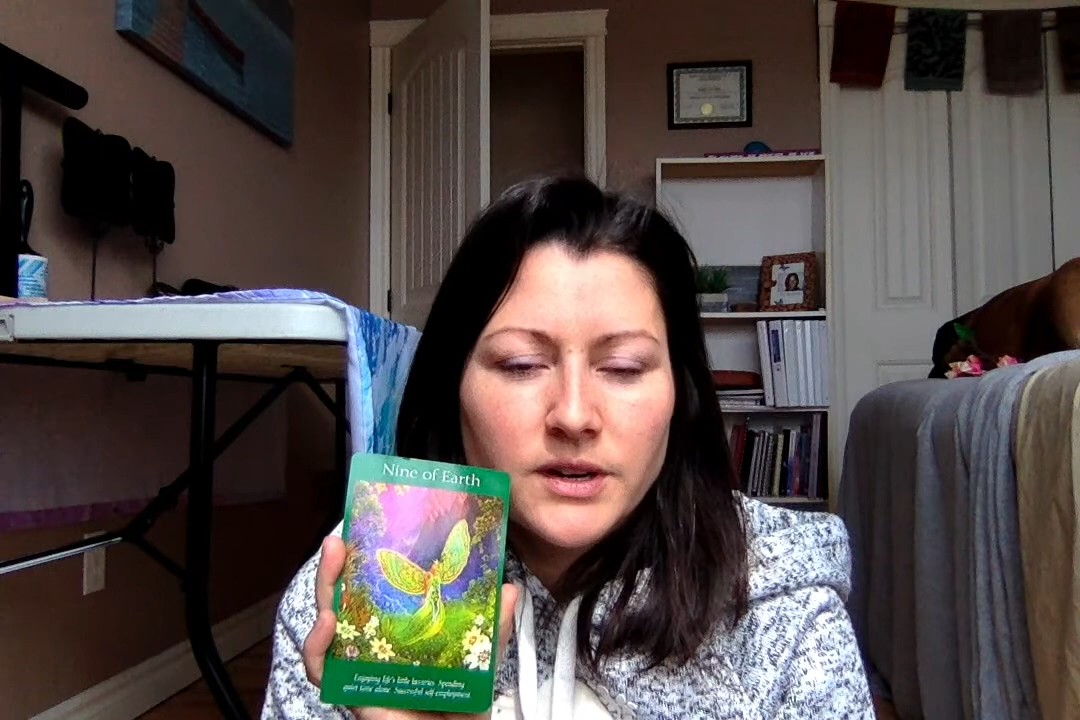 Nine of Earth
Enjoying life's little luxuries. Spending
quiet time alone. Successful self-employment.